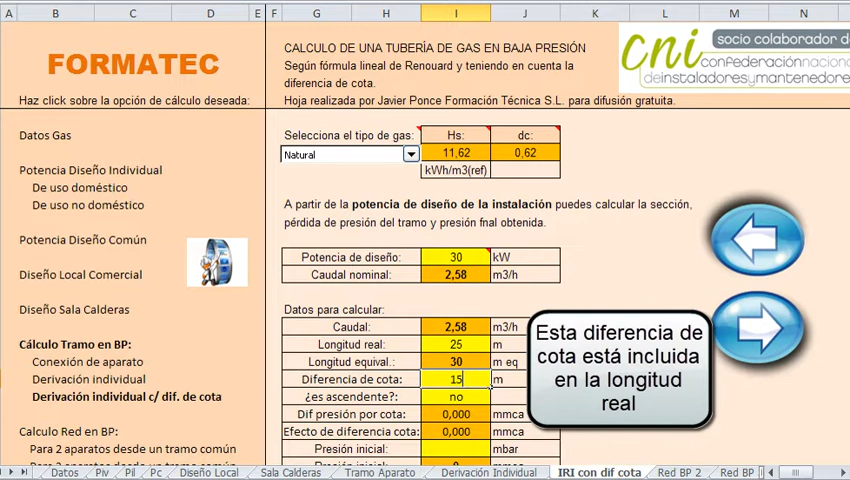 B C D E F G H I J K L M N
FORMATEC
Haz click sobre la opción de cálculo deseada:
Datos Gas
Potencia Diseño Individual
De uso doméstico
De uso no doméstico
Potencia Diseño Común
Diseño Local Comercial
Diseño Sala Calderas
Cálculo Tramo en BP:
Conexión de aparato
Derivación individual
Derivación individual c/ dif. de cota
Calculo Red en BP:
Para 2 aparatos desde un tramo común
CALCULO DE UNA TUBERÍA DE GAS EN BAJA PRESIÓN
Según fórmula lineal de Renouard y teniendo en cuenta la
diferencia de cota.
Hoja realizada por Javier Ponce Formación Técnica S.L. para difusión gratuita.
cni
socio colaborador de
confederaciónnacional
deinstaladoresymantenedore
Selecciona el tipo de gas: Hs: dc:
Natural 11,62 0,62
kWh/m3(ref)
A partir de la potencia de diseño de la instalación puedes calcular la sección,
pérdida de presión del tramo y presión fnal obtenida.
Potencia de diseño: 30 kW
Caudal nominal: 2,58 m3/h
Datos para calcular:
Caudal: 2,58 m3/h
Longitud real: 25 m
Longitud equival.: 30 m eq
Diferencia de cota: 15 m
¿es ascendente?: no
Dif presión por cota: 0,000 mmca
Efecto de diferencia cota: 0,000 mmca
Presión inicial: mbar
Esta diferencia de
cota está incluida
en la longitud
real
Datos Piv Pil Pc Diseño Local Sala Calderas Tramo Aparato Derivación Individual IRI con dif cota Red BP 2 Red BP